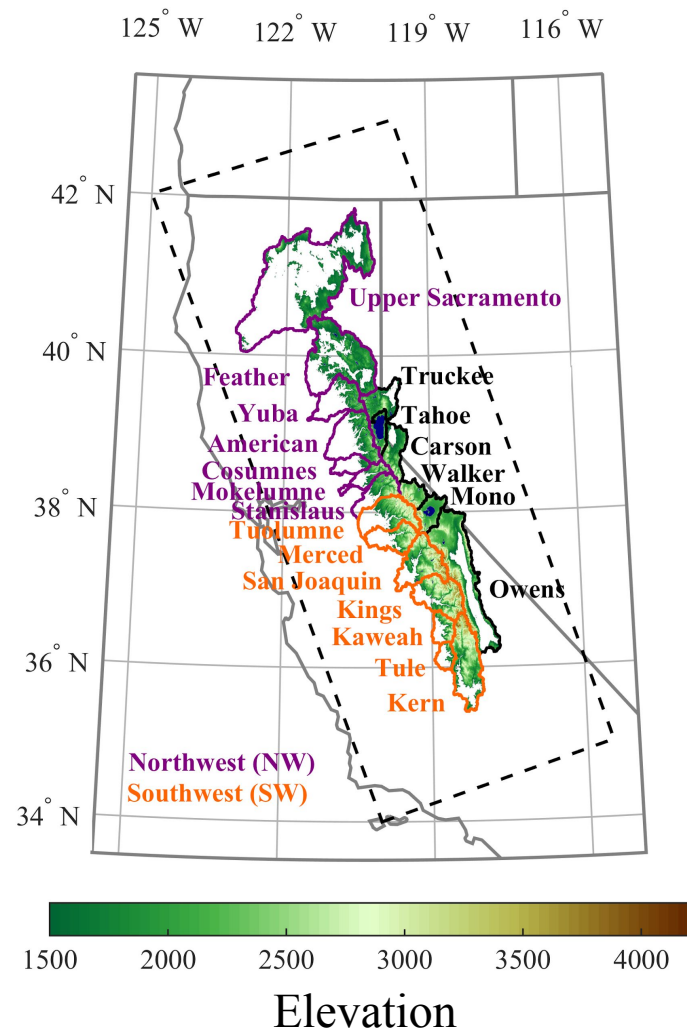 125° W 122° W 119° W 116° W
42° N
Upper Sacramento
40° N
Feather Truckee
Yuba Tahoe
American Carson
Cosumnes Walker
Mokelumne Mono
38° N Stanislaus
Tuolumne
Merced
San Joaquin Owens
Kings
Kaweah
36° N Tule
Kern
Northwest (NW)
Southwest (SW)
34° N
1500 2000 2500 3000 3500 4000
Elevation